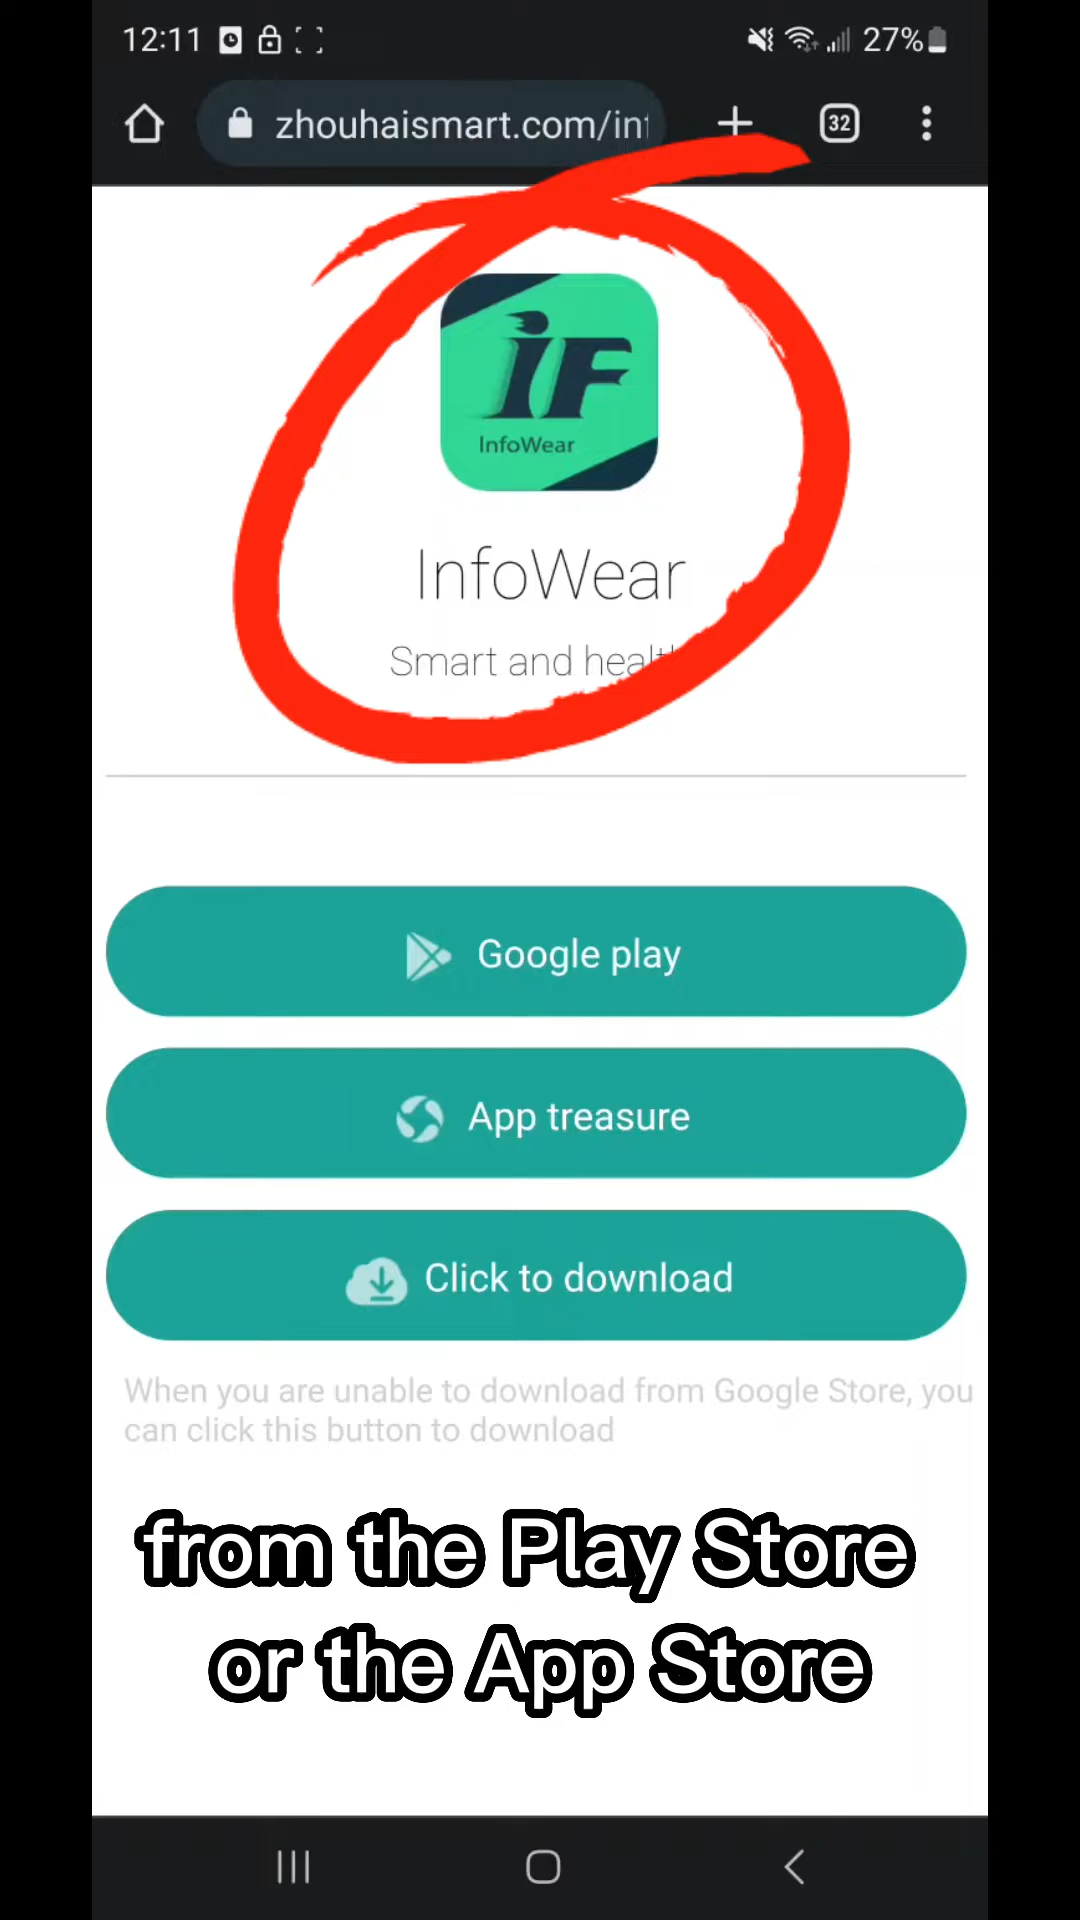 12:11
27%
zhouhaismart.com/inf
32
iF
InfoWear
InfoWear
Smart and health
Google play
App treasure
Click to download
When you are unable to download from Google Store, you
can click this button to download
from the Play Store
or the App Store